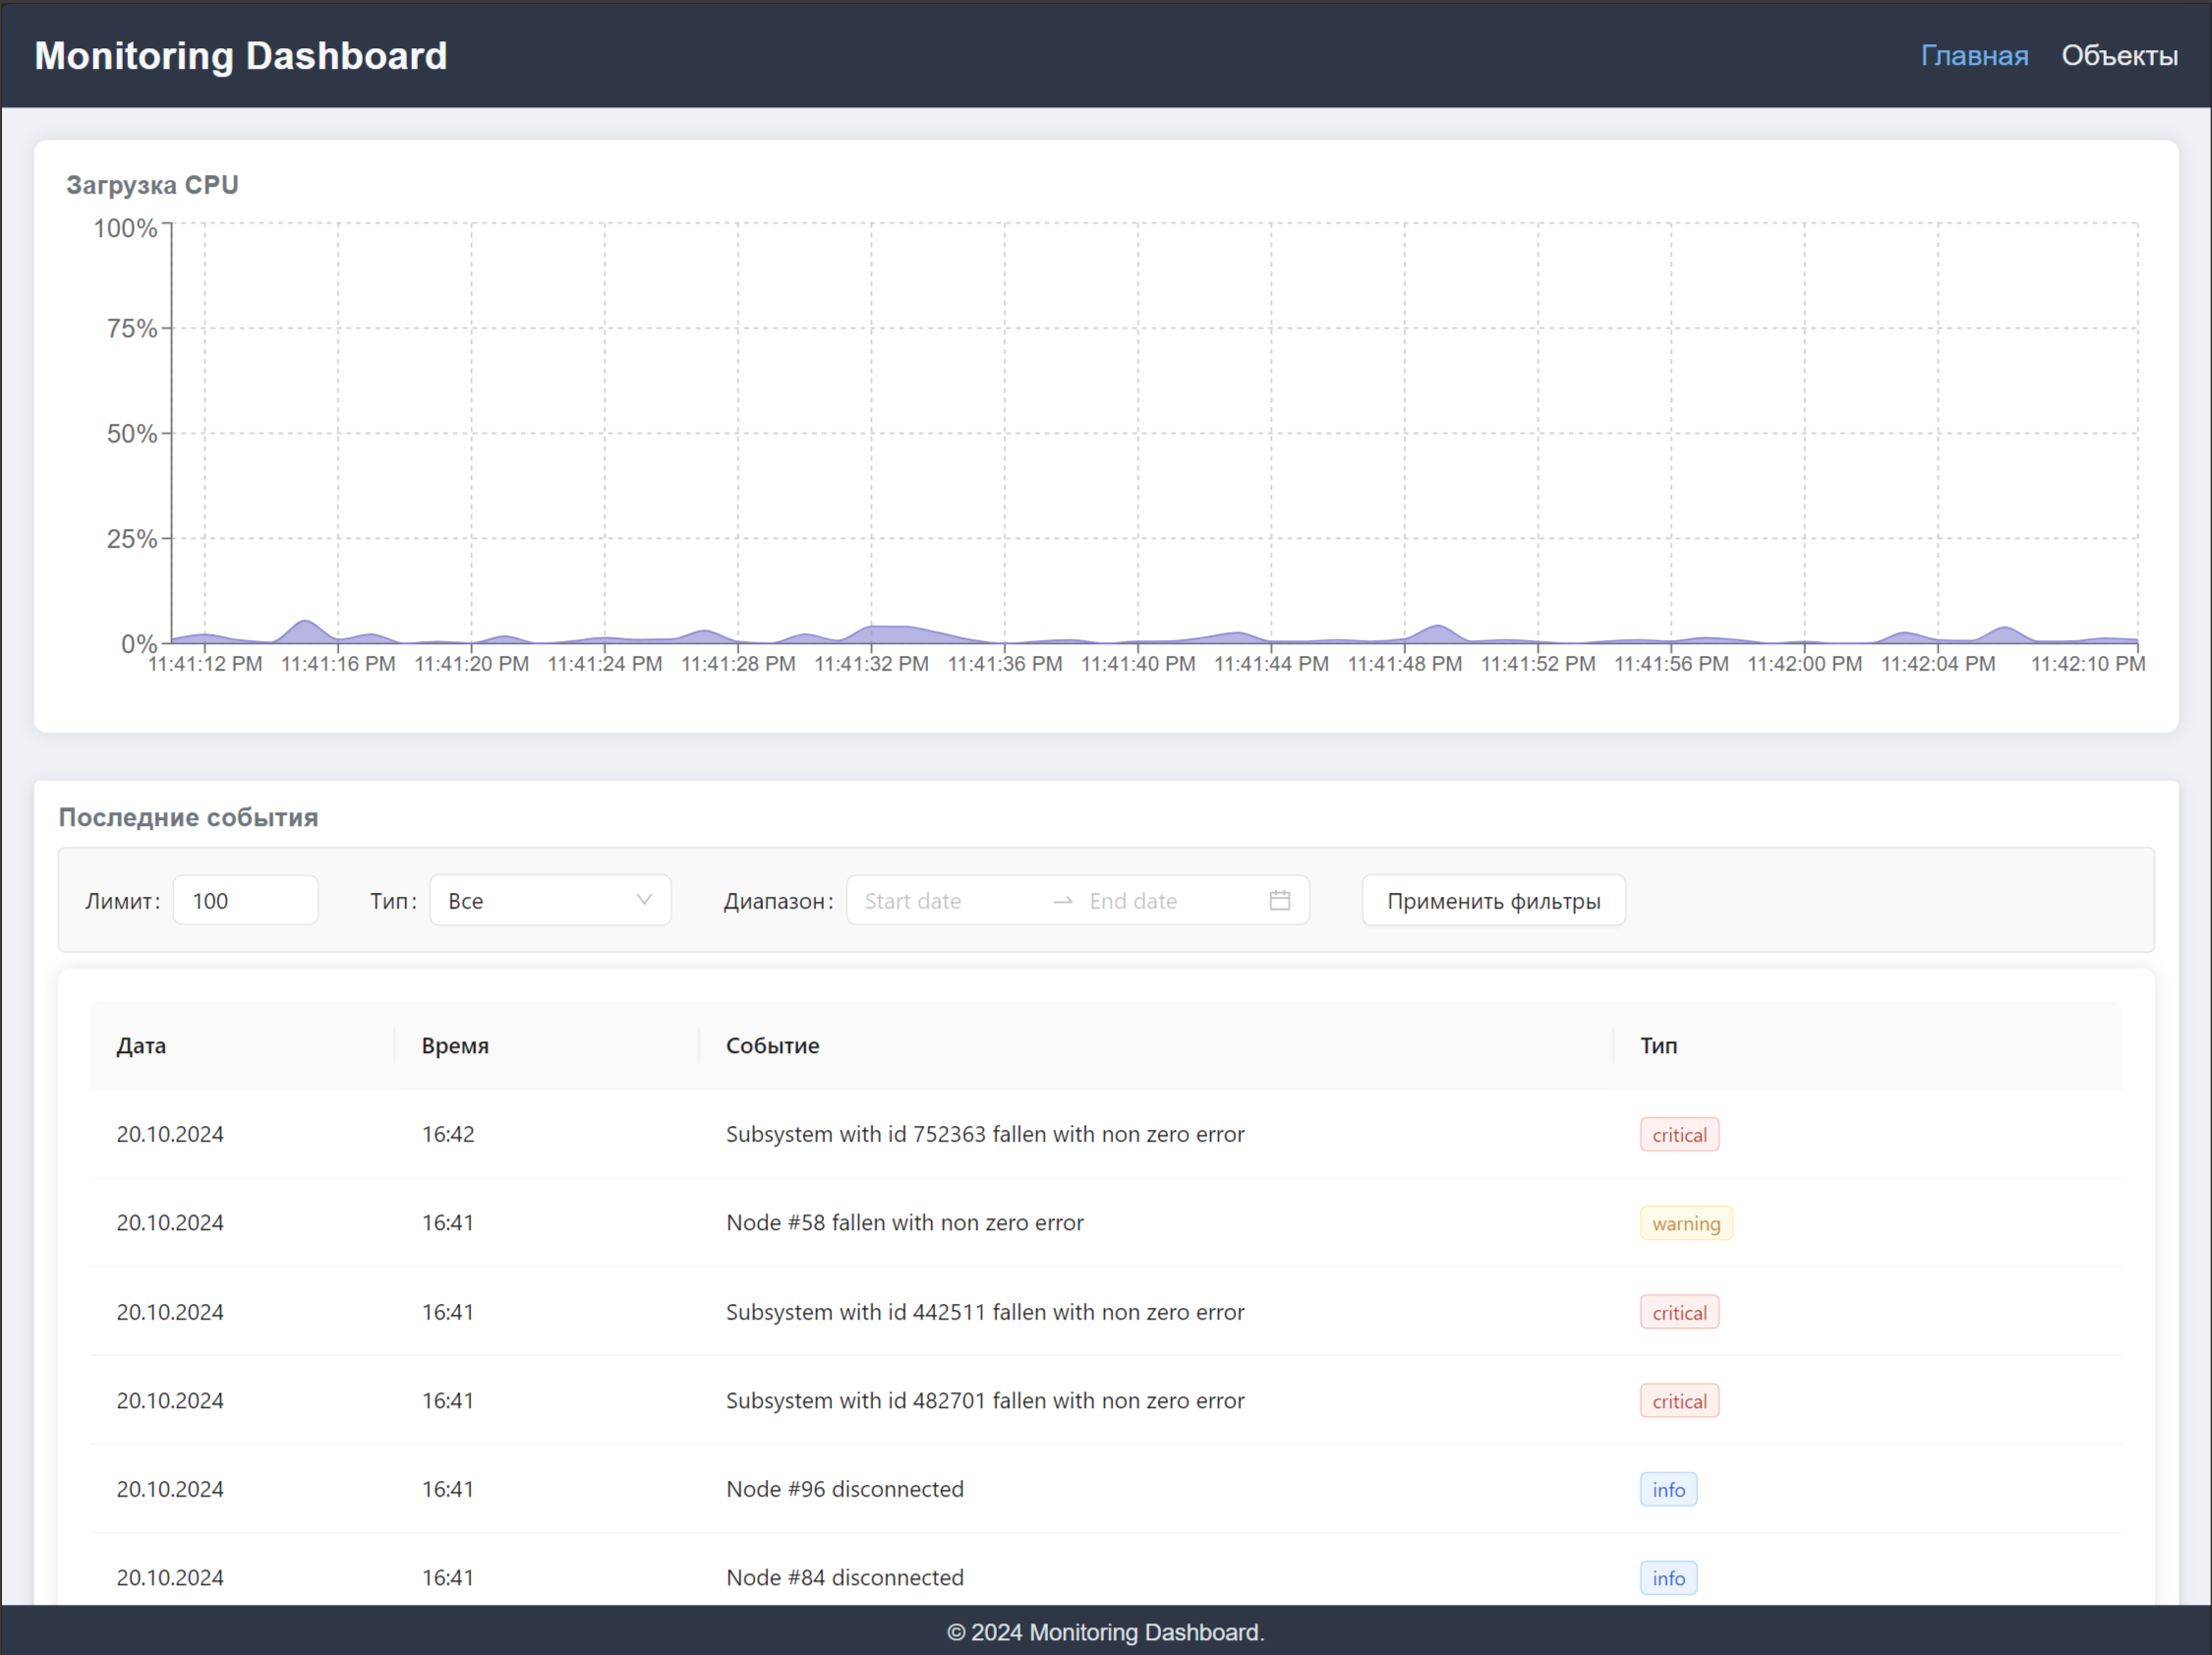 Monitoring Dashboard
Главная Объекты
Загрузка CPU
100%
75%
50%
25%
0%
11:41:12 PM 11:41:16 PM 11:41:20 PM 11:41:24 PM 11:41:28 PM 11:41:32 PM 11:41:36 PM 11:41:40 PM 11:41:44 PM 11:41:48 PM 11:41:52 PM 11:41:56 PM 11:42:00 PM 11:42:04 PM 11:42:10 PM
Последние события
Лимит: 100 Тип: Все Диапазон: Start date → End date Применить фильтры
Дата Время Событие Тип
20.10.2024 16:42 Subsystem with id 752363 fallen with non zero error critical
20.10.2024 16:41 Node #58 fallen with non zero error warning
20.10.2024 16:41 Subsystem with id 442511 fallen with non zero error critical
20.10.2024 16:41 Subsystem with id 482701 fallen with non zero error critical
20.10.2024 16:41 Node #96 disconnected info
20.10.2024 16:41 Node #84 disconnected info
© 2024 Monitoring Dashboard.